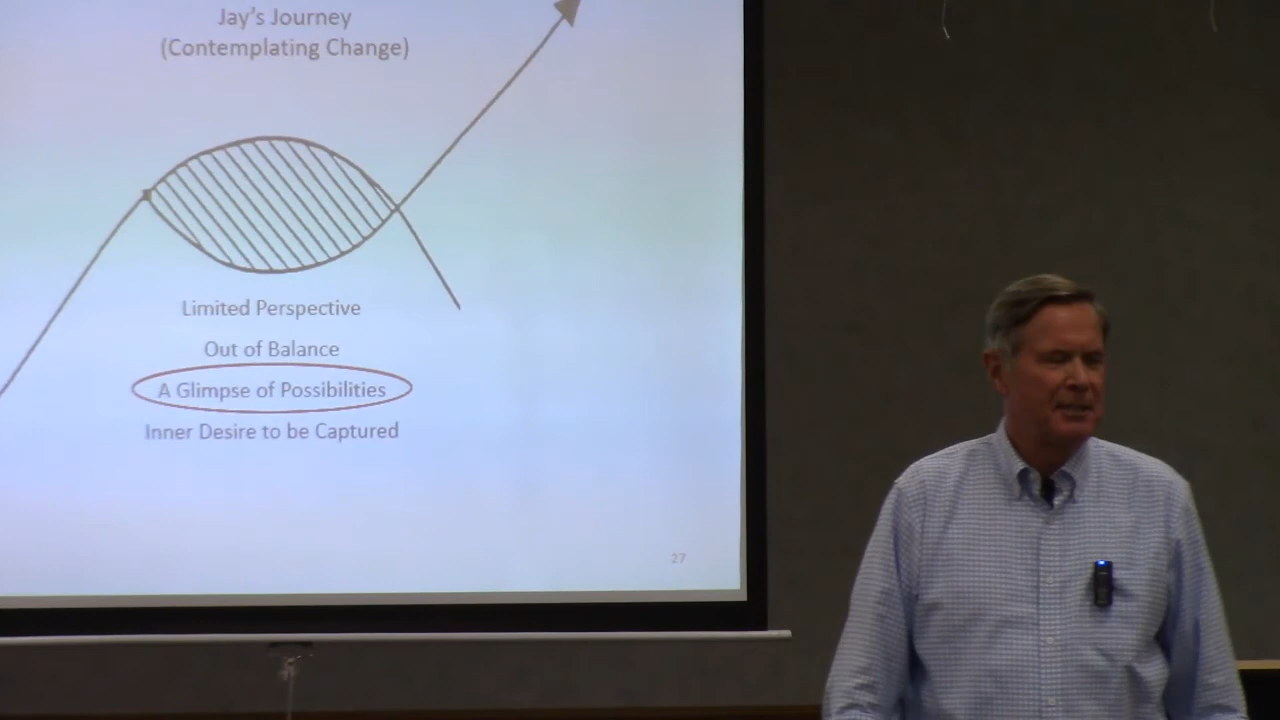 Jay's Journey
(Contemplating Change)
Limited Perspective
Out of Balance
A Glimpse of Possibilities
Inner Desire to be Captured
27